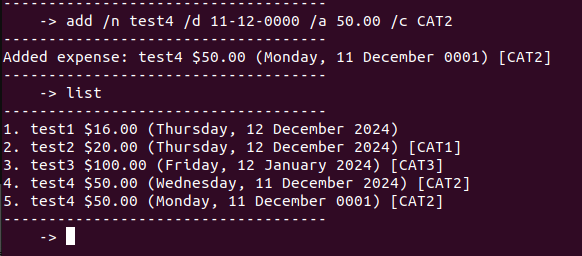 ------------------------------------
-> add /n test4 /d 11-12-0000 /a 50.00 /c CAT2
------------------------------------
Added expense: test4 $50.00 (Monday, 11 December 0001) [CAT2]
------------------------------------
-> list
------------------------------------
1. test1 $16.00 (Thursday, 12 December 2024)
2. test2 $20.00 (Thursday, 12 December 2024) [CAT1]
3. test3 $100.00 (Friday, 12 January 2024) [CAT3]
4. test4 $50.00 (Wednesday, 11 December 2024) [CAT2]
5. test4 $50.00 (Monday, 11 December 0001) [CAT2]
------------------------------------
->